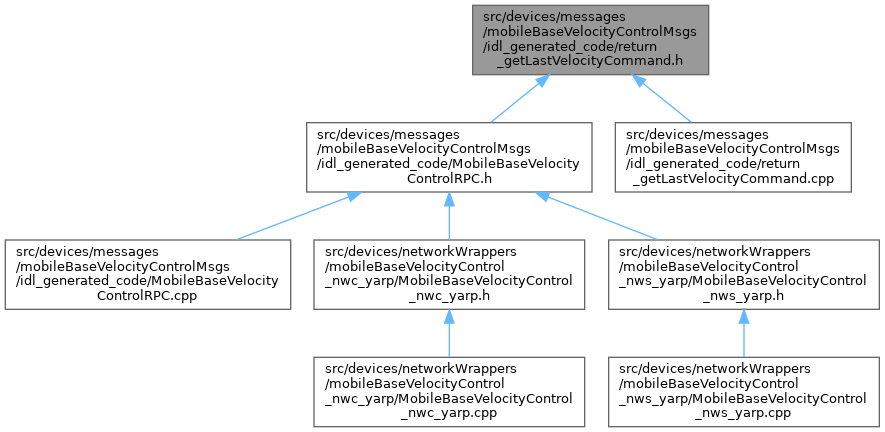 src/devices/messages
/mobileBaseVelocityControlMsgs
/idl_generated_code/return
_getLastVelocityCommand.h
src/devices/messages
/mobileBaseVelocityControlMsgs
/idl_generated_code/MobileBaseVelocity
ControlRPC.h
src/devices/messages
/mobileBaseVelocityControlMsgs
/idl_generated_code/return
_getLastVelocityCommand.cpp
src/devices/messages
/mobileBaseVelocityControlMsgs
/idl_generated_code/MobileBaseVelocity
ControlRPC.cpp
src/devices/networkWrappers
/mobileBaseVelocityControl
_nwc_yarp/MobileBaseVelocityControl
_nwc_yarp.h
src/devices/networkWrappers
/mobileBaseVelocityControl
_nws_yarp/MobileBaseVelocityControl
_nws_yarp.h
src/devices/networkWrappers
/mobileBaseVelocityControl
_nwc_yarp/MobileBaseVelocityControl
_nwc_yarp.cpp
src/devices/networkWrappers
/mobileBaseVelocityControl
_nws_yarp/MobileBaseVelocityControl
_nws_yarp.cpp